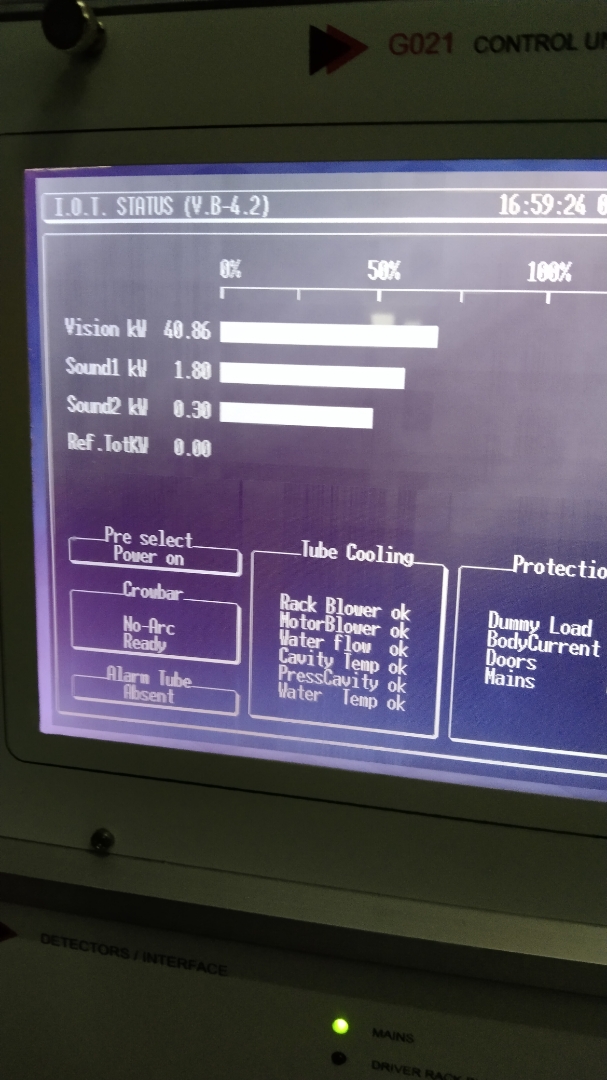 G021 CONTROL
I.O.T. STATUS (V.B-4.2) 16:59:24
0% 50% 100%
Vision kW 40.86
Sound1 kW 1.80
Sound2 kW 0.30
Ref.TotKW 0.00
Pre select
Power on
Crowbar
No-Arc
Ready
Alarm Tube
Absent
Tube Cooling
Rack Blower ok
MotorBlower ok
Water flow ok
Cavity Temp ok
PressCavity ok
Water Temp ok
Protectio
Dummy Load
BodyCurrent
Doors
Mains
DETECTORS / INTERFACE
MAINS
DRIVER RACK